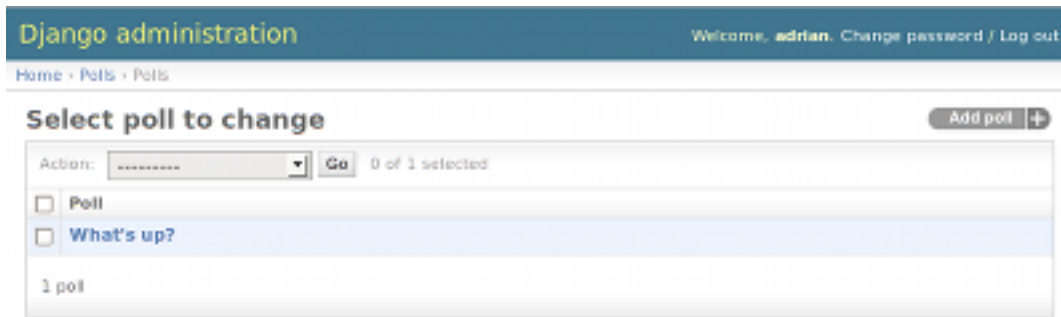 Django administration Welcome, adrian. Change password / Log out
Home › Polls › Polls
Select poll to change Add poll +
Action: --------- Go 0 of 1 selected
Poll
What's up?
1 poll